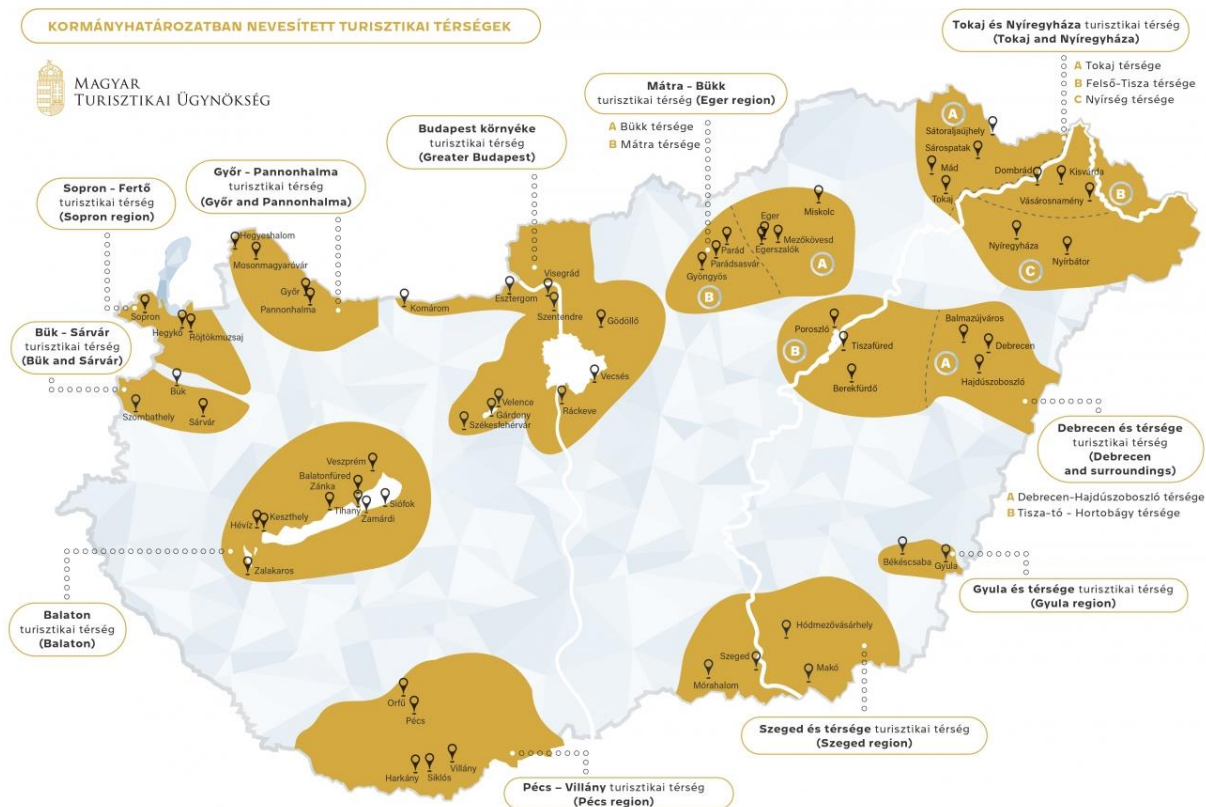 KORMÁNYHATÁROZATBAN NEVESÍTETT TURISZTIKAI TÉRSÉGEK
MAGYAR
TURISZTIKAI ÜGYNÖKSÉG
Sopron - Fertő
turisztikai térség
(Sopron region)
Győr - Pannonhalma
turisztikai térség
(Győr and Pannonhalma)
Budapest környéke
turisztikai térség
(Greater Budapest)
Mátra - Bükk
turisztikai térség (Eger region)
A Bükk térsége
B Mátra térsége
Tokaj és Nyíregyháza turisztikai térség
(Tokaj and Nyíregyháza)
A Tokaj térsége
B Felső-Tisza térsége
C Nyírség térsége
Bük - Sárvár
turisztikai térség
(Bük and Sárvár)
Hegyeshalom
Mosonmagyaróvár
Győr
Pannonhalma
Sopron
Hegykő
Röjtökmuzsaj
Bük
Szombathely
Sárvár
Komárom
Esztergom
Visegrád
Szentendre
Gödöllő
Vecsés
Ráckeve
Velence
Gárdony
Székesfehérvár
Miskolc
Eger
Mezőkövesd
Egerszalók
Parád
Parádsasvár
Gyöngyös
A
B
A
Sátoraljaújhely
Sárospatak
Mád
Tokaj
Dombrád
Kisvárda
Vásárosnamény
B
Nyíregyháza
Nyírbátor
C
Poroszló
Tiszafüred
B
Berekfürdő
Balmazújváros
Debrecen
A
Hajdúszoboszló
Debrecen és térsége
turisztikai térség
(Debrecen
and surroundings)
A Debrecen-Hajdúszoboszló térsége
B Tisza-tó - Hortobágy térsége
Veszprém
Balatonfüred
Zánka
Tihany
Zamárdi
Siófok
Hévíz
Keszthely
Zalakaros
Balaton
turisztikai térség
(Balaton)
Békéscsaba
Gyula
Gyula és térsége turisztikai térség
(Gyula region)
Hódmezővásárhely
Szeged
Mórahalom
Makó
Szeged és térsége turisztikai térség
(Szeged region)
Orfű
Pécs
Harkány
Siklós
Villány
Pécs - Villány turisztikai térség
(Pécs region)